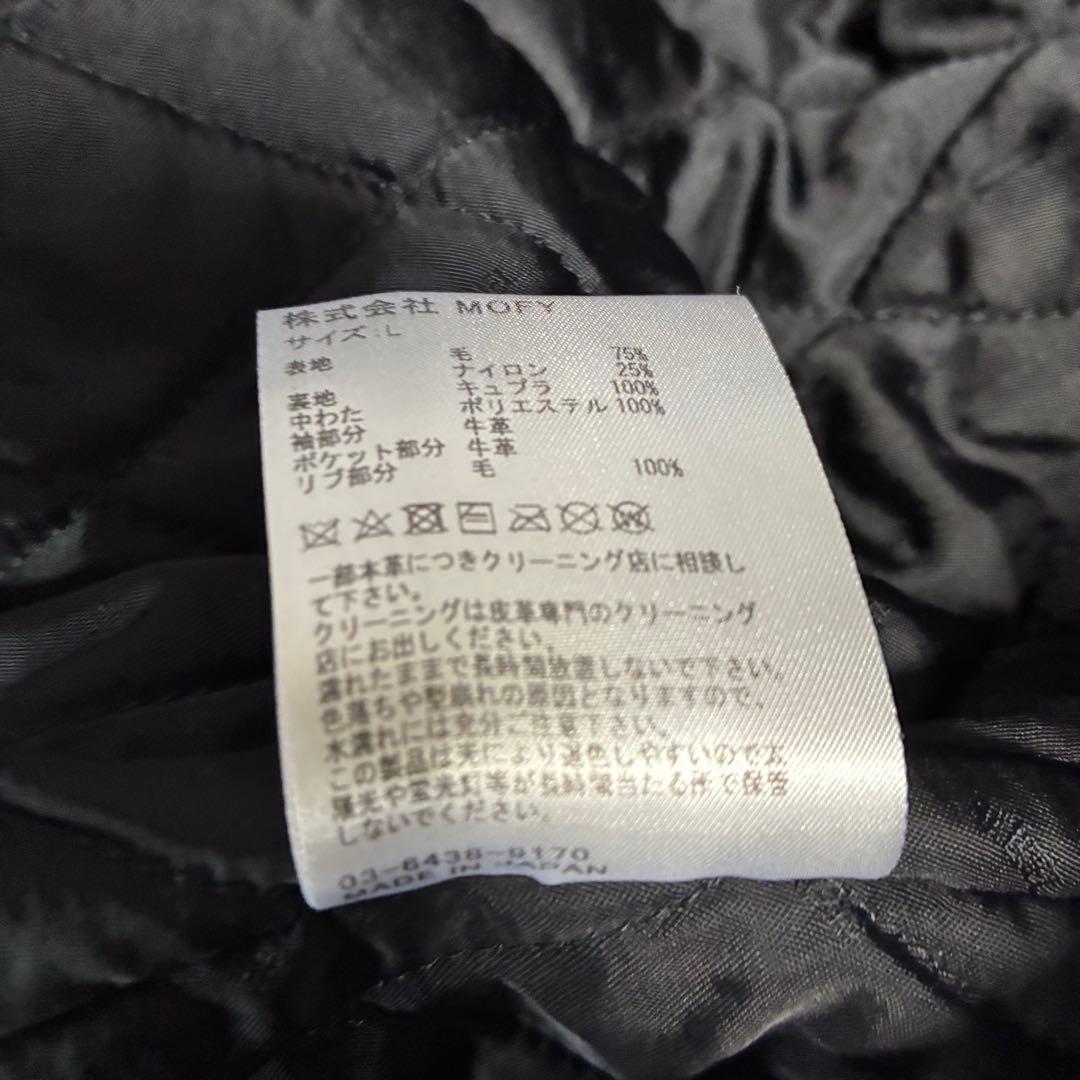 株式会社 MOFY
サイズ:L
表地 毛 75%
ナイロン 25%
裏地 キュプラ 100%
中わた ポリエステル 100%
袖部分 牛革
ポケット部分 牛革
リブ部分 毛 100%
一部本革につきクリーニング店に相談し
て下さい。
クリーニングは皮革専門のクリーニング
店にお出しください。
濡れたままで長時間放置しないで下さい。
色落ちや型崩れの原因となりますので、
水濡れには充分ご注意下さい。
この製品は光により退色しやすいので太
陽光や蛍光灯等が長時間当たる所で保管
しないでください。
03-6438-9170
MADE IN JAPAN